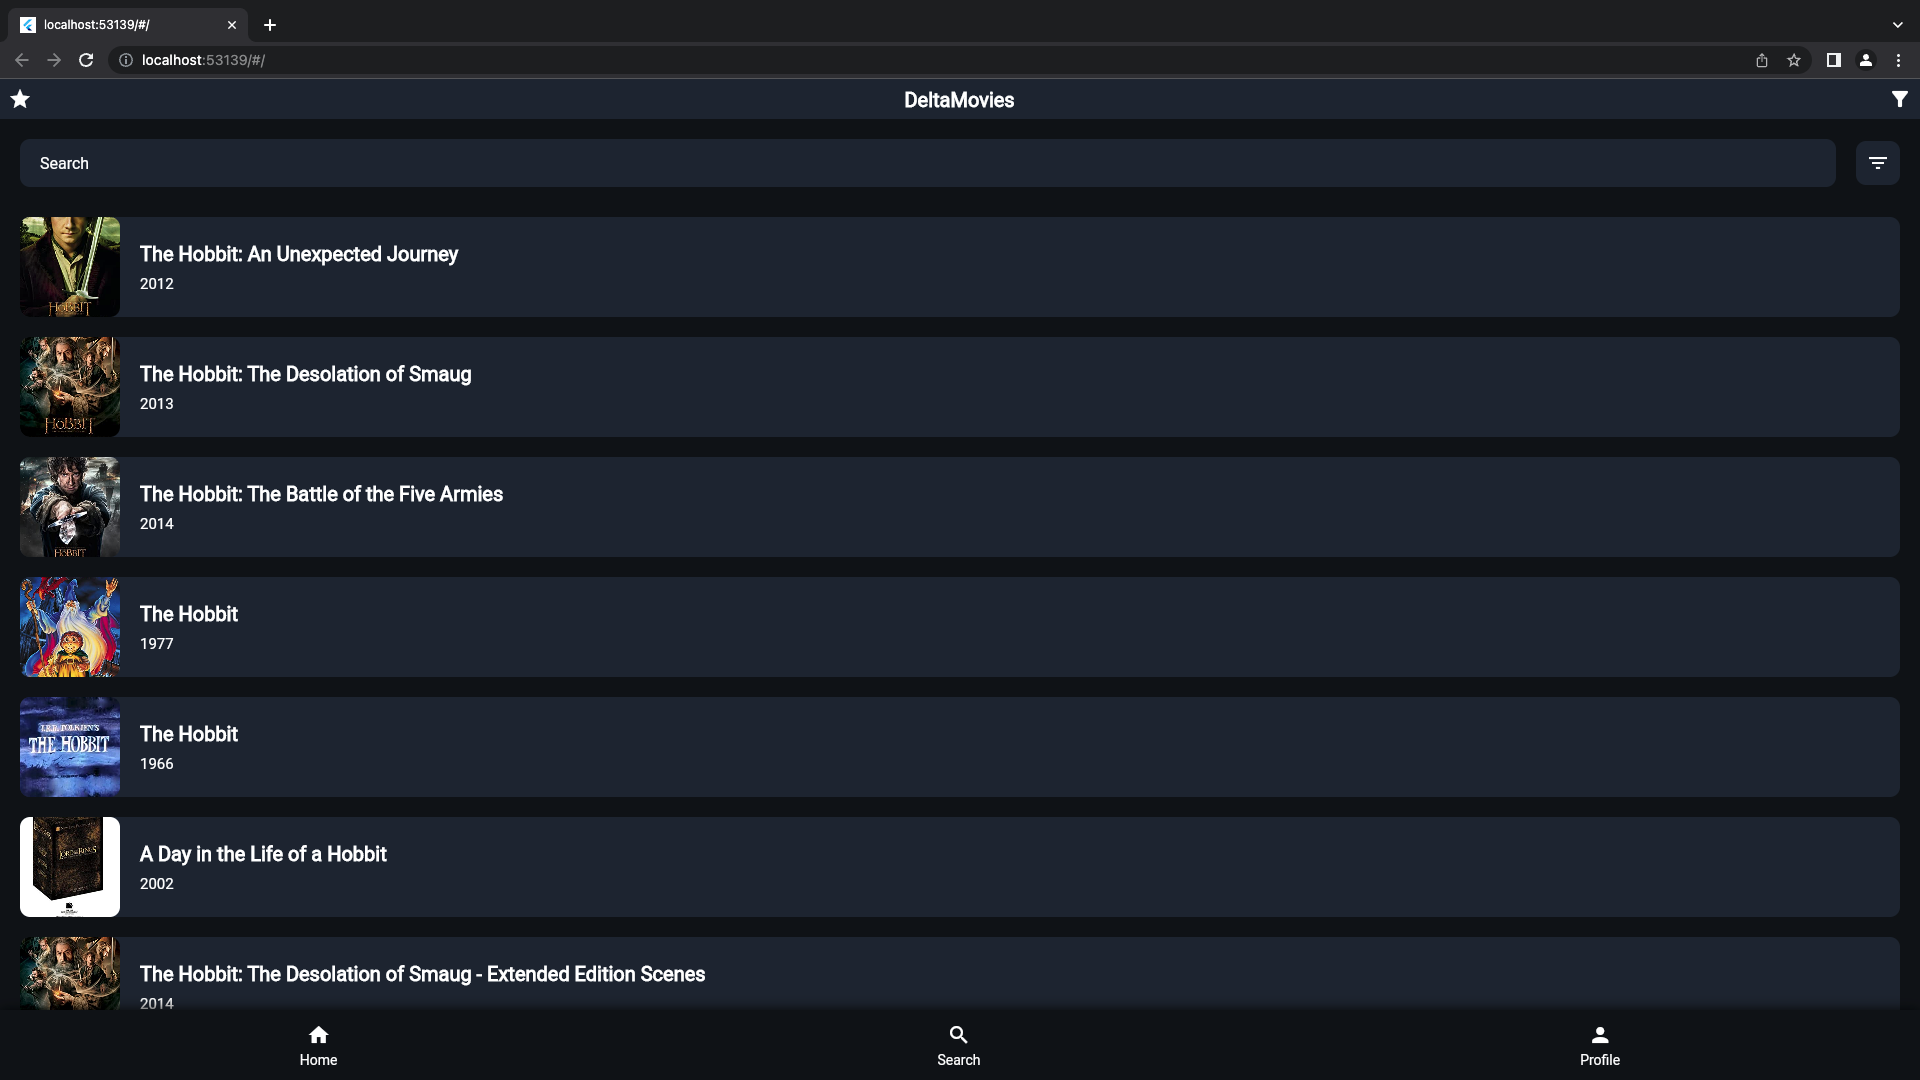 localhost:53139/#/
localhost:53139/#/
DeltaMovies
Search
The Hobbit: An Unexpected Journey
2012
HOBBIT
The Hobbit: The Desolation of Smaug
2013
HOBBIT
The Hobbit: The Battle of the Five Armies
2014
HOBBIT
The Hobbit
1977
The Hobbit
1966
J.R.R. TOLKIEN'S
THE HOBBIT
A Day in the Life of a Hobbit
2002
The Hobbit: The Desolation of Smaug - Extended Edition Scenes
2014
Home
Search
Profile